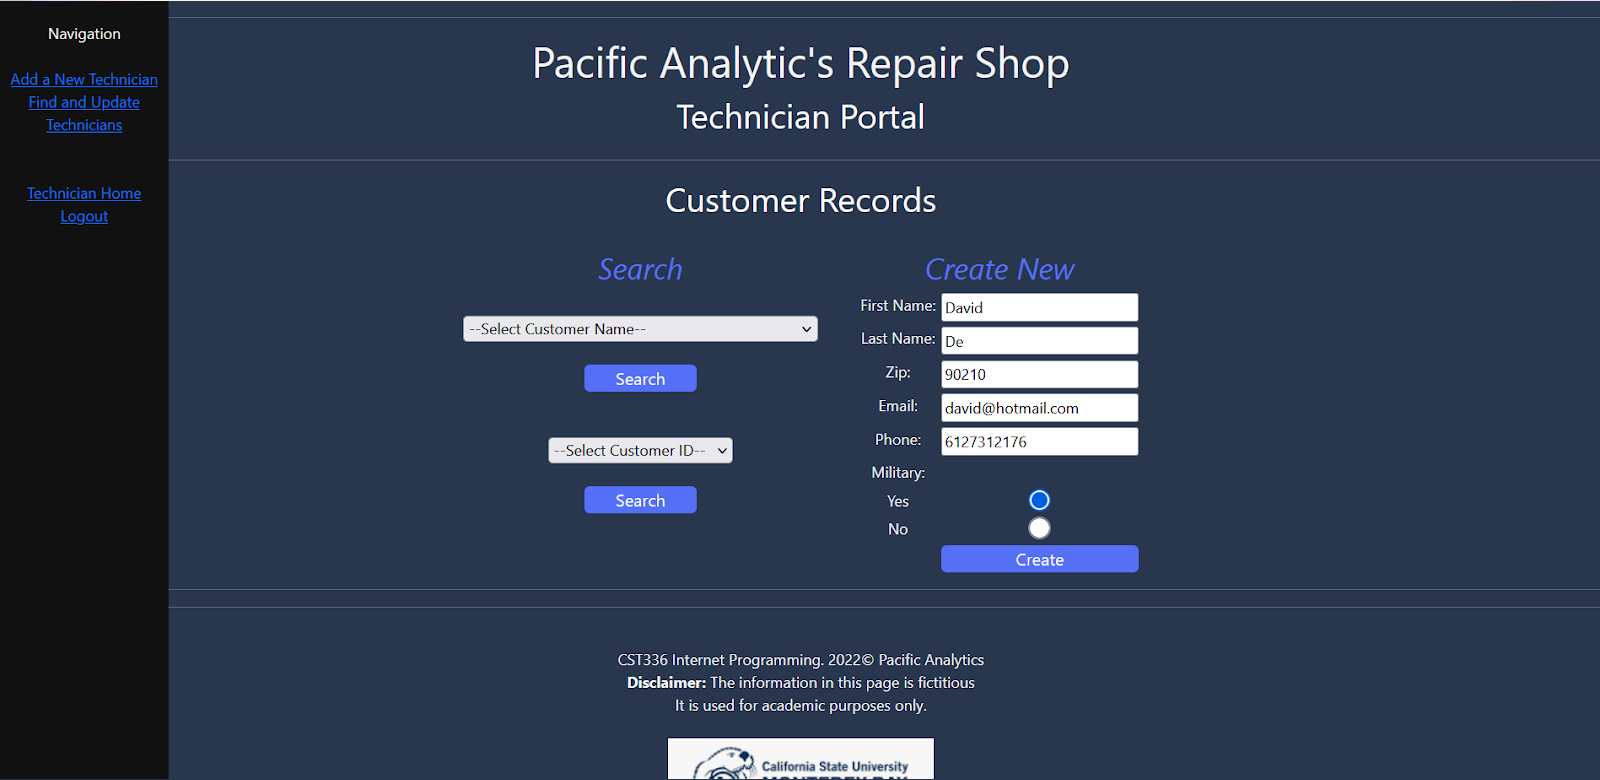 Navigation
Add a New Technician
Find and Update
Technicians
Technician Home
Logout
Pacific Analytic's Repair Shop
Technician Portal
Customer Records
Search
--Select Customer Name--
Search
--Select Customer ID--
Search
Create New
First Name: David
Last Name: De
Zip: 90210
Email: david@hotmail.com
Phone: 6127312176
Military:
Yes
No
Create
CST336 Internet Programming. 2022© Pacific Analytics
Disclaimer: The information in this page is fictitious
It is used for academic purposes only.
California State University
MONTEREY BAY